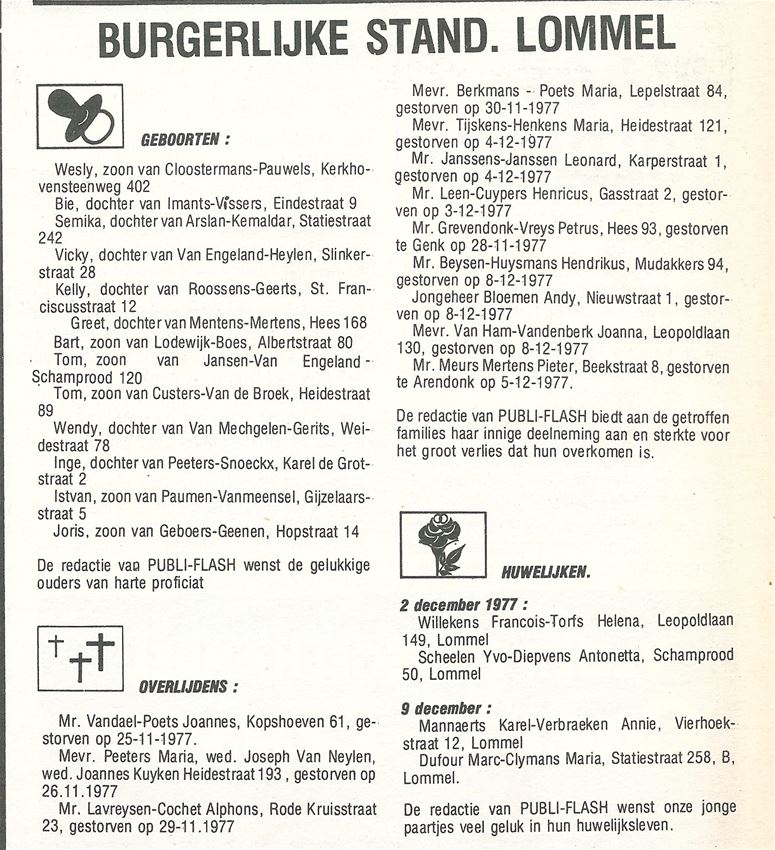 BURGERLIJKE STAND. LOMMEL
GEBOORTEN :
Wesly, zoon van Cloostermans-Pauwels, Kerkho-
vensteenweg 402
Bie, dochter van Imants-Vissers, Eindestraat 9
Semika, dochter van Arslan-Kemaldar, Statiestraat
242
Vicky, dochter van Van Engeland-Heylen, Slinker-
straat 28
Kelly, dochter van Roossens-Geerts, St. Fran-
ciscusstraat 12
Greet, dochter van Mentens-Mertens, Hees 168
Bart, zoon van Lodewijk-Boes, Albertstraat 80
Tom, zoon van Jansen-Van Engeland -
Schamprood 120
Tom, zoon van Custers-Van de Broek, Heidestraat
89
Wendy, dochter van Van Mechgelen-Gerits, Wei-
destraat 78
Inge, dochter van Peeters-Snoeckx, Karel de Grot-
straat 2
Istvan, zoon van Paumen-Vanmeensel, Gijzelaars-
straat 5
Joris, zoon van Geboers-Geenen, Hopstraat 14
De redactie van PUBLI-FLASH wenst de gelukkige
ouders van harte proficiat
OVERLIJDENS :
Mr. Vandael-Poets Joannes, Kopshoeven 61, ge-
storven op 25-11-1977.
Mevr. Peeters Maria, wed. Joseph Van Neylen,
wed. Joannes Kuyken Heidestraat 193 , gestorven op
26.11.1977
Mr. Lavreysen-Cochet Alphons, Rode Kruisstraat
23, gestorven op 29-11.1977
Mevr. Berkmans - Poets Maria, Lepelstraat 84,
gestorven op 30-11-1977
Mevr. Tijskens-Henkens Maria, Heidestraat 121,
gestorven op 4-12-1977
Mr. Janssens-Janssen Leonard, Karperstraat 1,
gestorven op 4-12-1977
Mr. Leen-Cuypers Henricus, Gasstraat 2, gestor-
ven op 3-12-1977
Mr. Grevendonk-Vreys Petrus, Hees 93, gestorven
te Genk op 28-11-1977
Mr. Beysen-Huysmans Hendrikus, Mudakkers 94,
gestorven op 8-12-1977
Jongeheer Bloemen Andy, Nieuwstraat 1, gestor-
ven op 8-12-1977
Mevr. Van Ham-Vandenberk Joanna, Leopoldlaan
130, gestorven op 8-12-1977
Mr. Meurs Mertens Pieter, Beekstraat 8, gestorven
te Arendonk op 5-12-1977.
De redactie van PUBLI-FLASH biedt aan de getroffen
families haar innige deelneming aan en sterkte voor
het groot verlies dat hun overkomen is.
HUWELIJKEN.
2 december 1977 :
Willekens Francois-Torfs Helena, Leopoldlaan
149, Lommel
Scheelen Yvo-Diepvens Antonetta, Schamprood
50, Lommel
9 december :
Mannaerts Karel-Verbraeken Annie, Vierhoek-
straat 12, Lommel
Dufour Marc-Clymans Maria, Statiestraat 258, B,
Lommel.
De redactie van PUBLI-FLASH wenst onze jonge
paartjes veel geluk in hun huwelijksleven.